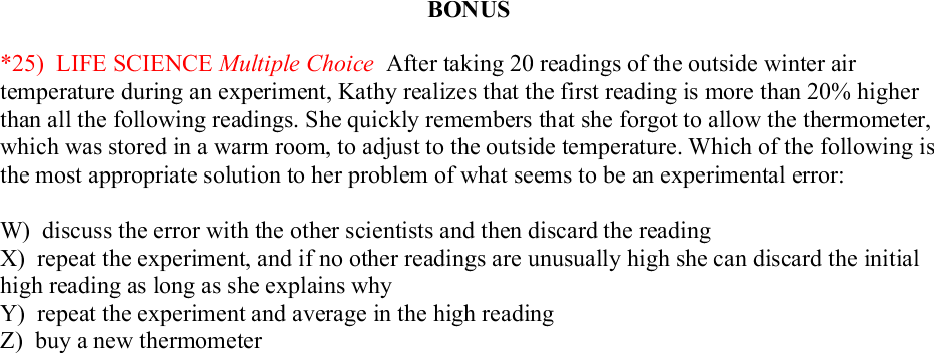 BONUS
*25) LIFE SCIENCE Multiple Choice After taking 20 readings of the outside winter air
temperature during an experiment, Kathy realizes that the first reading is more than 20% higher
than all the following readings. She quickly remembers that she forgot to allow the thermometer,
which was stored in a warm room, to adjust to the outside temperature. Which of the following is
the most appropriate solution to her problem of what seems to be an experimental error:
W) discuss the error with the other scientists and then discard the reading
X) repeat the experiment, and if no other readings are unusually high she can discard the initial
high reading as long as she explains why
Y) repeat the experiment and average in the high reading
Z) buy a new thermometer